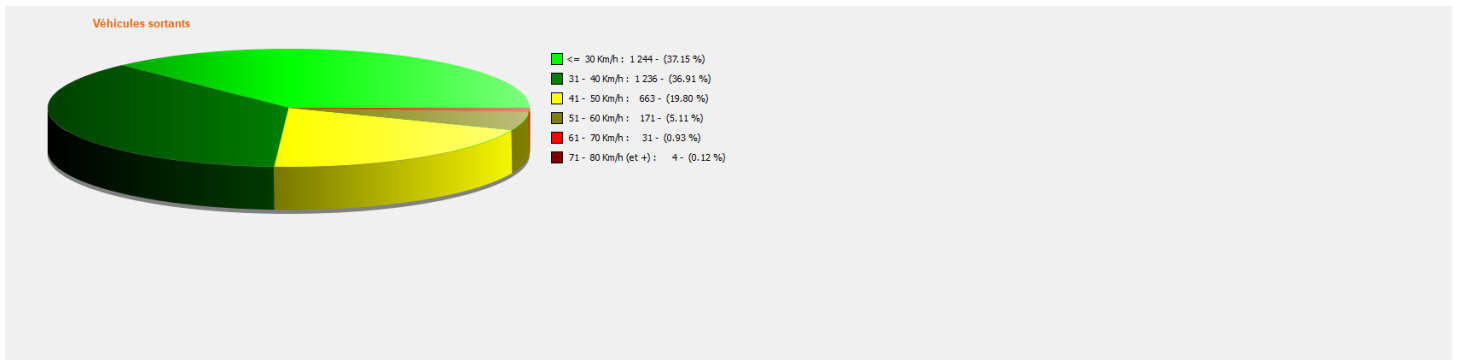 Véhicules sortants
<= 30 Km/h : 1 244 - (37.15 %)
31 - 40 Km/h : 1 236 - (36.91 %)
41 - 50 Km/h : 663 - (19.80 %)
51 - 60 Km/h : 171 - (5.11 %)
61 - 70 Km/h : 31 - (0.93 %)
71 - 80 Km/h (et +) : 4 - (0.12 %)